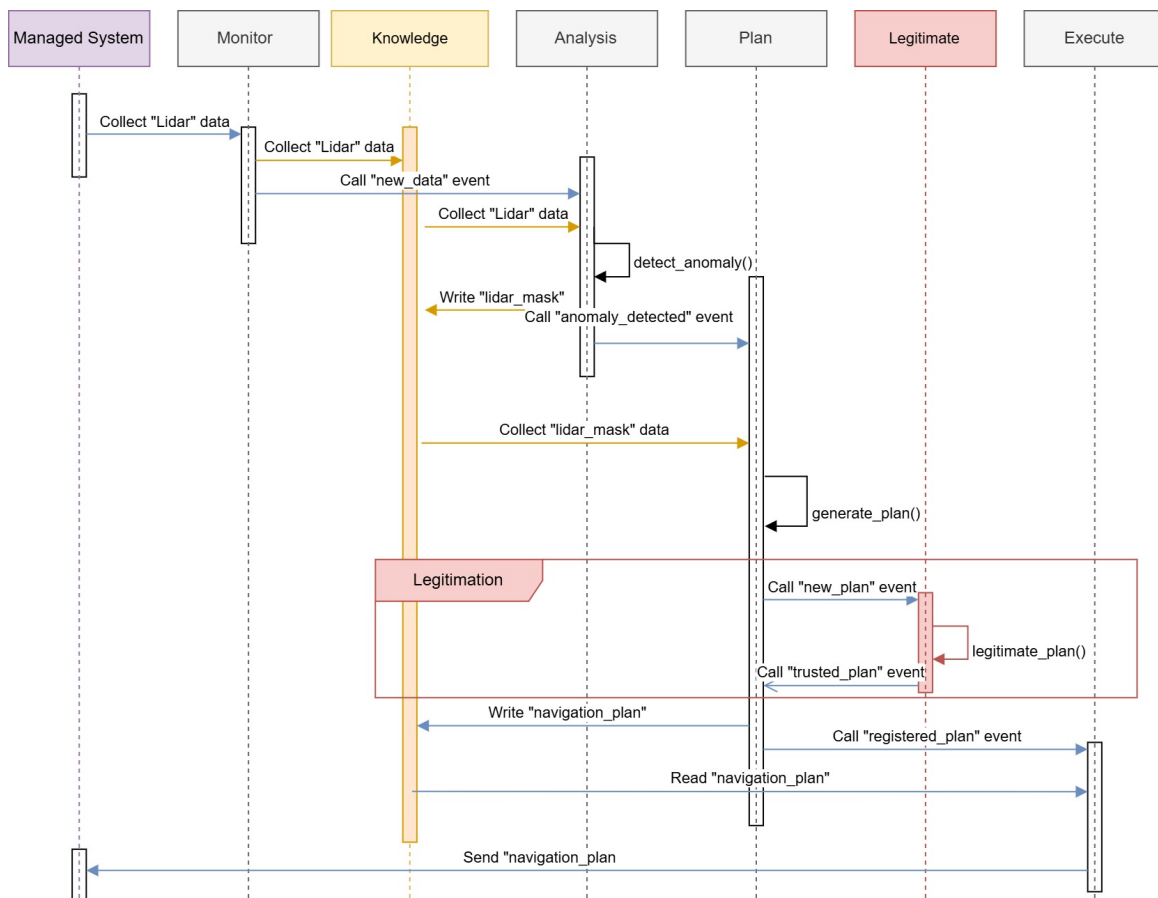 Managed System
Monitor
Knowledge
Analysis
Plan
Legitimate
Execute
Collect "Lidar" data
Collect "Lidar" data
Call "new_data" event
Collect "Lidar" data
detect_anomaly()
Write "lidar_mask"
Call "anomaly_detected" event
Collect "lidar_mask" data
generate_plan()
Legitimation
Call "new_plan" event
legitimate_plan()
Call "trusted_plan" event
Write "navigation_plan"
Call "registered_plan" event
Read "navigation_plan"
Send "navigation_plan